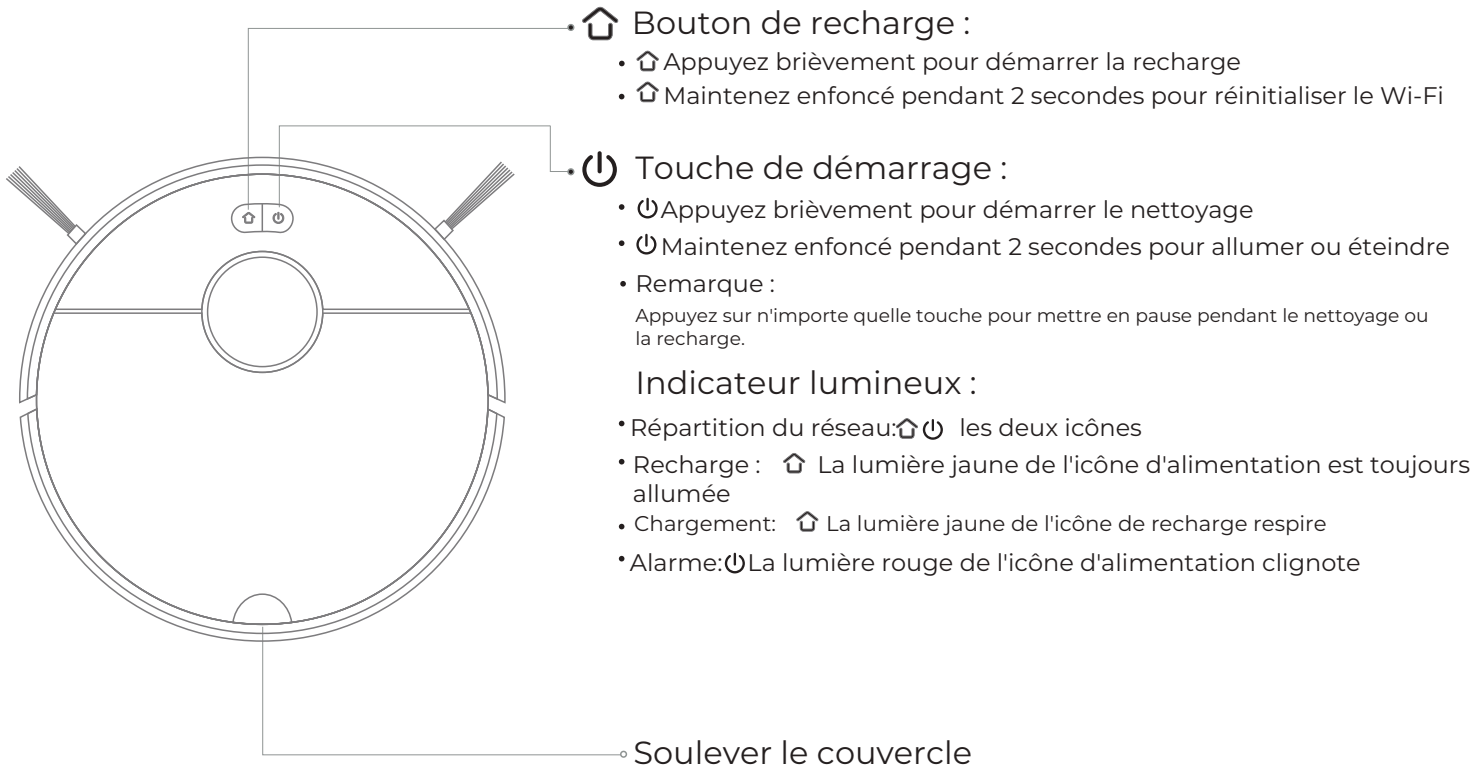 Bouton de recharge :
• Appuyez brièvement pour démarrer la recharge
• Maintenez enfoncé pendant 2 secondes pour réinitialiser le Wi-Fi
Touche de démarrage :
• Appuyez brièvement pour démarrer le nettoyage
• Maintenez enfoncé pendant 2 secondes pour allumer ou éteindre
• Remarque :
Appuyez sur n'importe quelle touche pour mettre en pause pendant le nettoyage ou
la recharge.
Indicateur lumineux :
• Répartition du réseau: les deux icônes
• Recharge : La lumière jaune de l'icône d'alimentation est toujours
allumée
• Chargement: La lumière jaune de l'icône de recharge respire
• Alarme: La lumière rouge de l'icône d'alimentation clignote
Soulever le couvercle